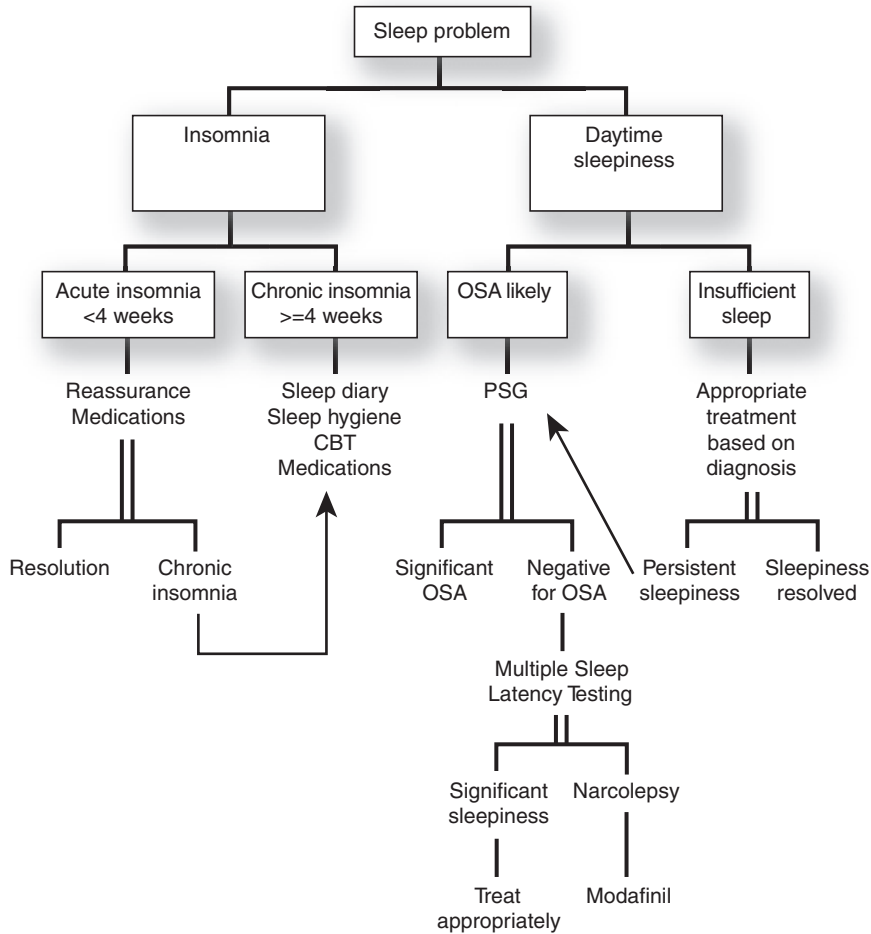 Sleep problem
Insomnia
Daytime
sleepiness
Acute insomnia
<4 weeks
Chronic insomnia
>=4 weeks
OSA likely
Insufficient
sleep
Reassurance
Medications
Sleep diary
Sleep hygiene
CBT
Medications
PSG
Appropriate
treatment
based on
diagnosis
Resolution
Chronic
insomnia
Significant
OSA
Negative
for OSA
Persistent
sleepiness
Sleepiness
resolved
Multiple Sleep
Latency Testing
Significant
sleepiness
Narcolepsy
Treat
appropriately
Modafinil